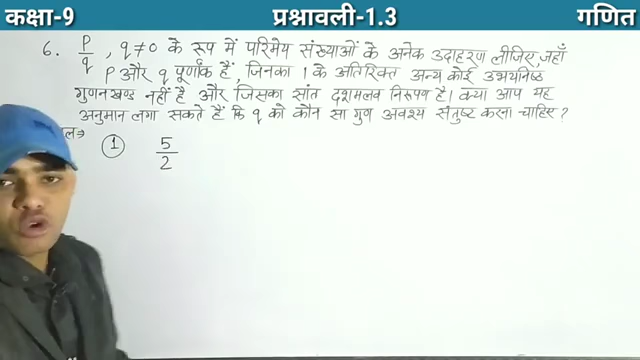 कक्षा-9 प्रश्नावली-1.3 गणित
6. p/q, q≠0 के रूप में परिमेय संख्याओं के अनेक उदाहरण लीजिए, जहाँ
p और q पूर्णांक हैं, जिनका 1 के अतिरिक्त अन्य कोई उभयनिष्ठ
गुणनखण्ड नहीं है और जिसका सांत दशमलव निरूपण है। क्या आप यह
अनुमान लगा सकते हैं कि q को कौन सा गुण अवश्य संतुष्ट करना चाहिए?
① 5/2